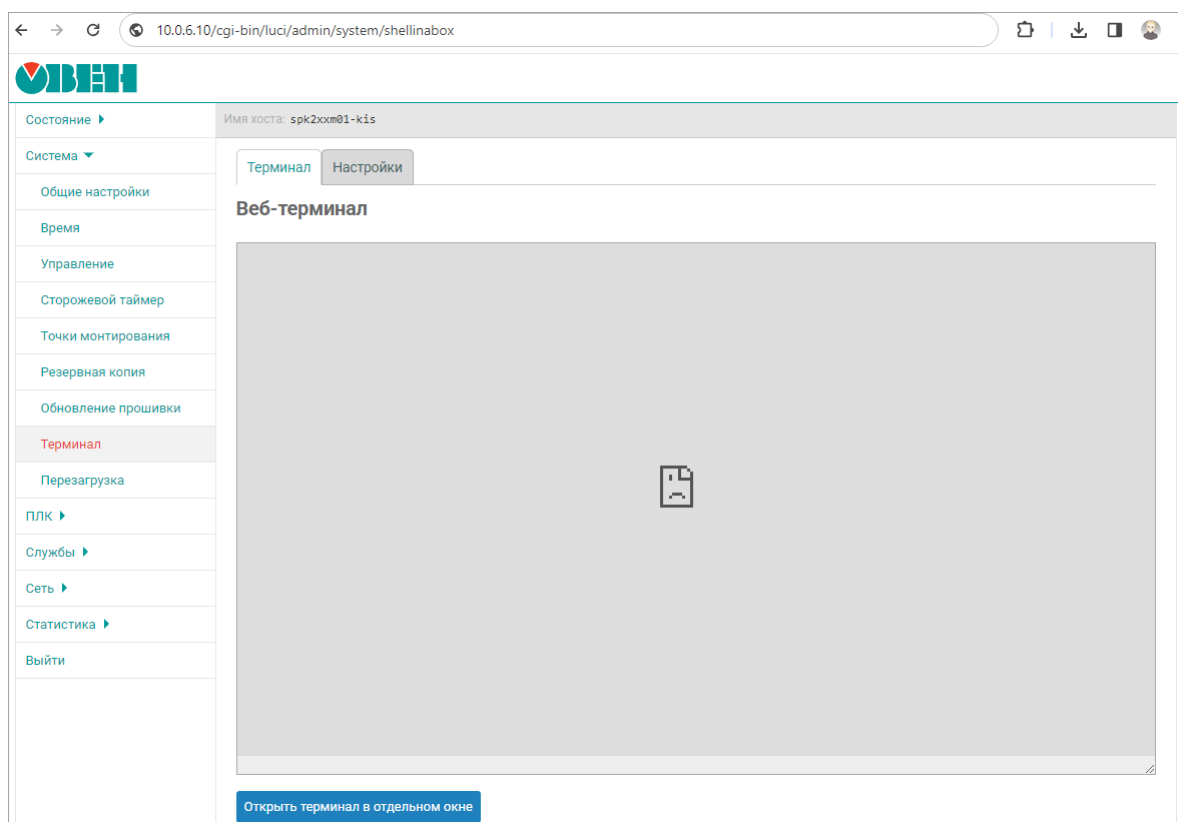 10.0.6.10/cgi-bin/luci/admin/system/shellinabox
ОВЕН
Состояние
Имя хоста: spk2xxm01-kis
Система
Терминал Настройки
Общие настройки
Веб-терминал
Время
Управление
Сторожевой таймер
Точки монтирования
Резервная копия
Обновление прошивки
Терминал
Перезагрузка
ПЛК
Службы
Сеть
Статистика
Выйти
Открыть терминал в отдельном окне